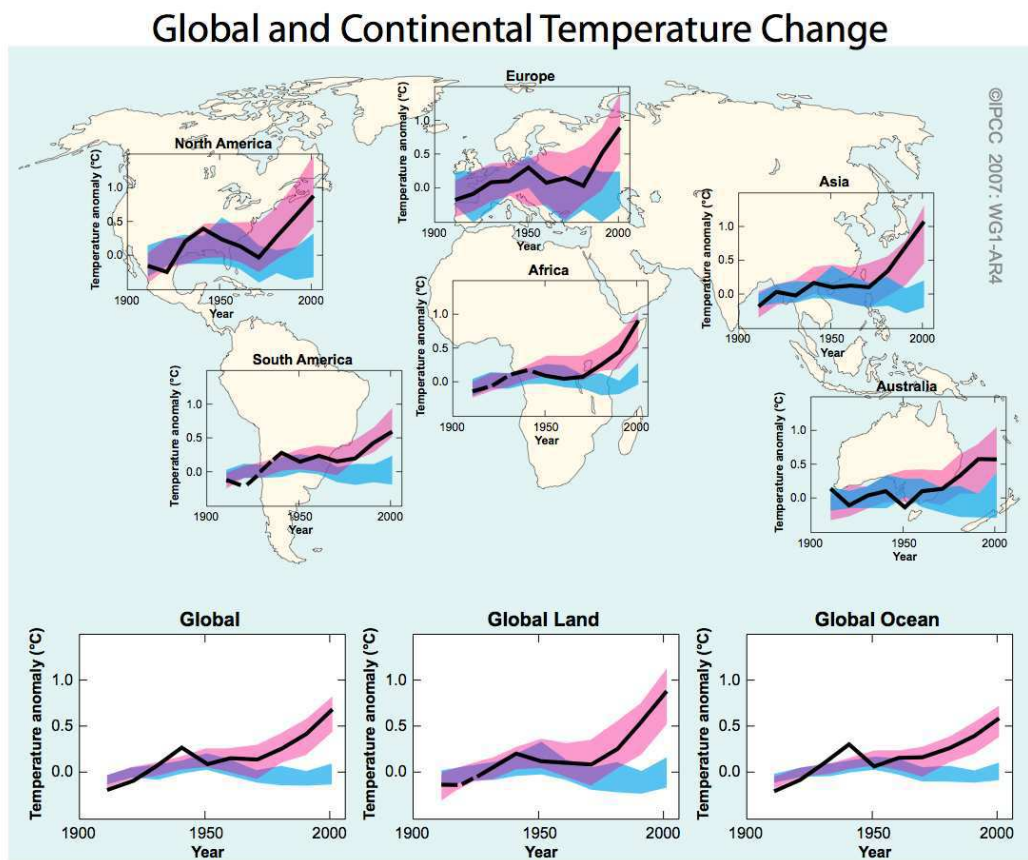 Global and Continental Temperature Change
©IPCC 2007: WG1-AR4
North America
Temperature anomaly (°C)
1.0
0.5
0.0
1900
1950
2000
Year
Europe
Temperature anomaly (°C)
1.0
0.5
0.0
1900
1950
2000
Year
Asia
Temperature anomaly (°C)
1.0
0.5
0.0
1900
1950
2000
Year
Africa
Temperature anomaly (°C)
1.0
0.5
0.0
1900
1950
2000
Year
South America
Temperature anomaly (°C)
1.0
0.5
0.0
1900
1950
2000
Year
Australia
Temperature anomaly (°C)
1.0
0.5
0.0
1900
1950
2000
Year
Global
Temperature anomaly (°C)
1.0
0.5
0.0
1900
1950
2000
Year
Global Land
Temperature anomaly (°C)
1.0
0.5
0.0
1900
1950
2000
Year
Global Ocean
Temperature anomaly (°C)
1.0
0.5
0.0
1900
1950
2000
Year